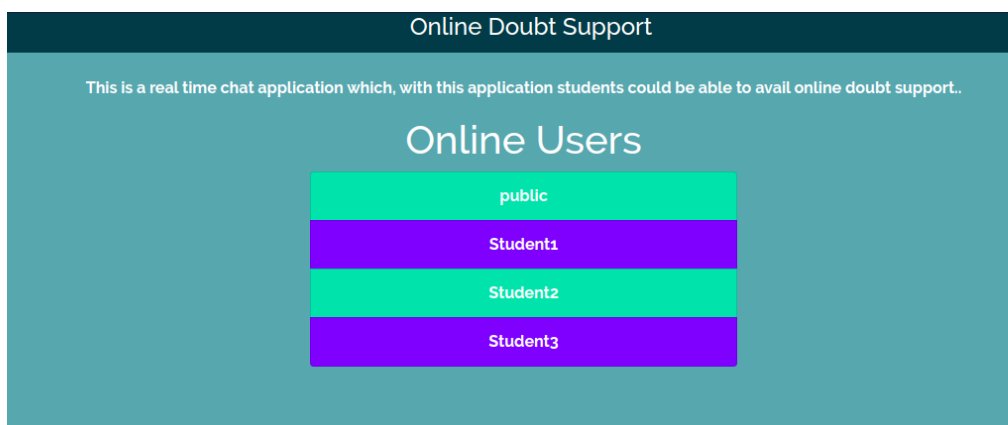 Online Doubt Support
This is a real time chat application which, with this application students could be able to avail online doubt support..
Online Users
public
Student1
Student2
Student3